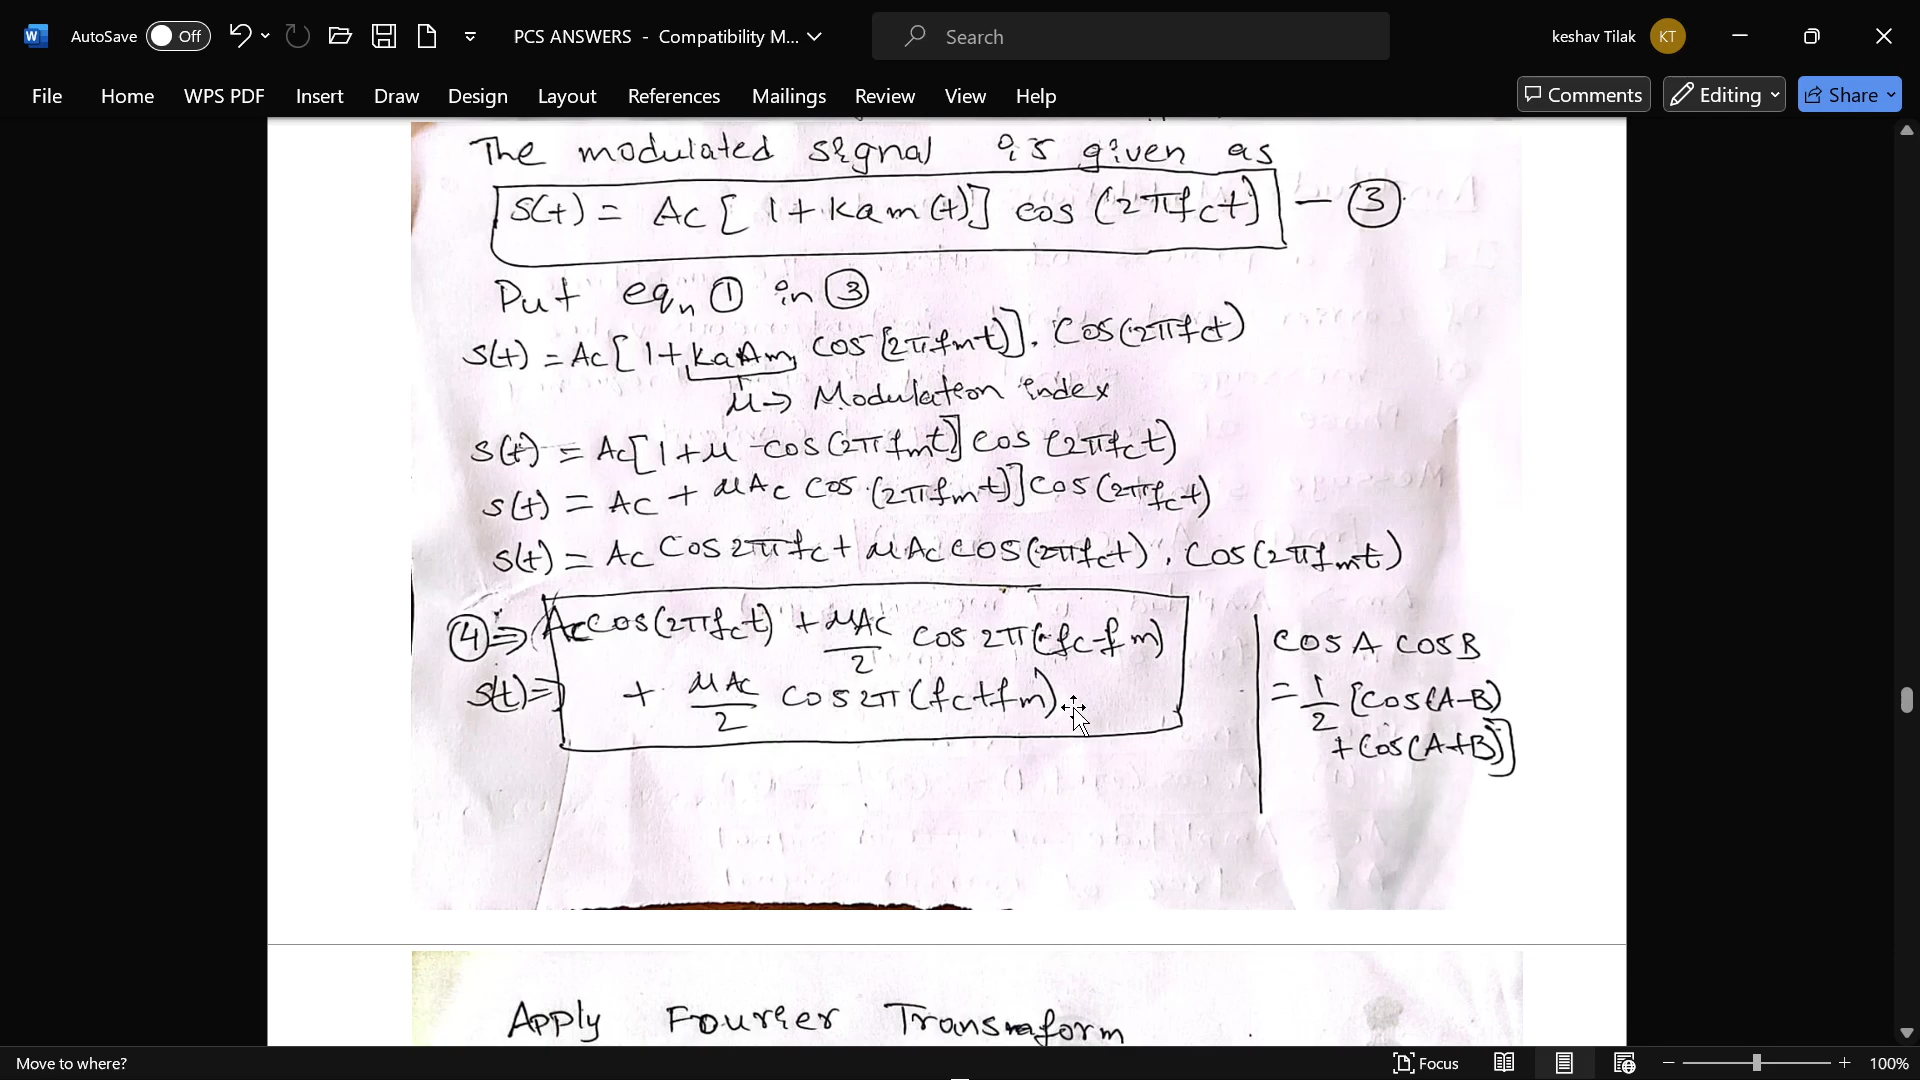 AutoSave Off PCS ANSWERS - Compatibility M... Search keshav Tilak KT
File Home WPS PDF Insert Draw Design Layout References Mailings Review View Help Comments Editing Share
The modulated signal is given as
S(t) = Ac [ 1 + kam(t)] cos (2πfct) — ③
Put eqn ① in ③
S(t) = Ac [ 1 + kaAm cos (2πfmt)]. cos(2πfct)
μ → Modulation index
S(t) = Ac[1+μ cos(2πfmt] cos (2πfct)
S(t) = Ac + μAc cos (2πfmt)] cos (2πfct)
S(t) = Ac cos 2πfc + μAc cos(2πfct) . cos(2πfmt)
④ ⇒ Ac cos(2πfct) + μAc/2 cos 2π(fc-fm)
S(t) = + μAc/2 cos 2π (fc+fm)
cos A cos B
= 1/2 [cos(A-B)
+ cos(A+B)]
Apply Fourier Transform
Move to where? Focus 100%